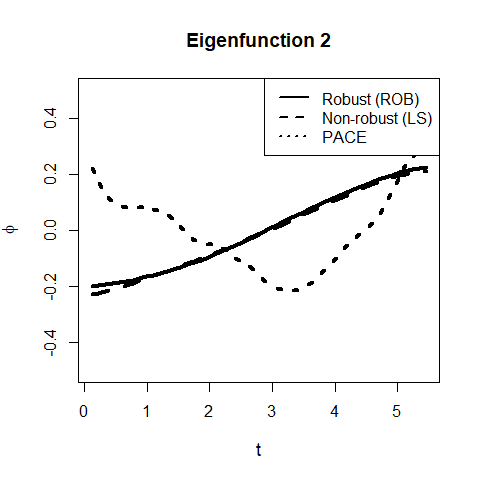 Eigenfunction 2
Robust (ROB)
Non-robust (LS)
PACE
0.4
0.2
0.0
-0.2
-0.4
ϕ
0 1 2 3 4 5
t